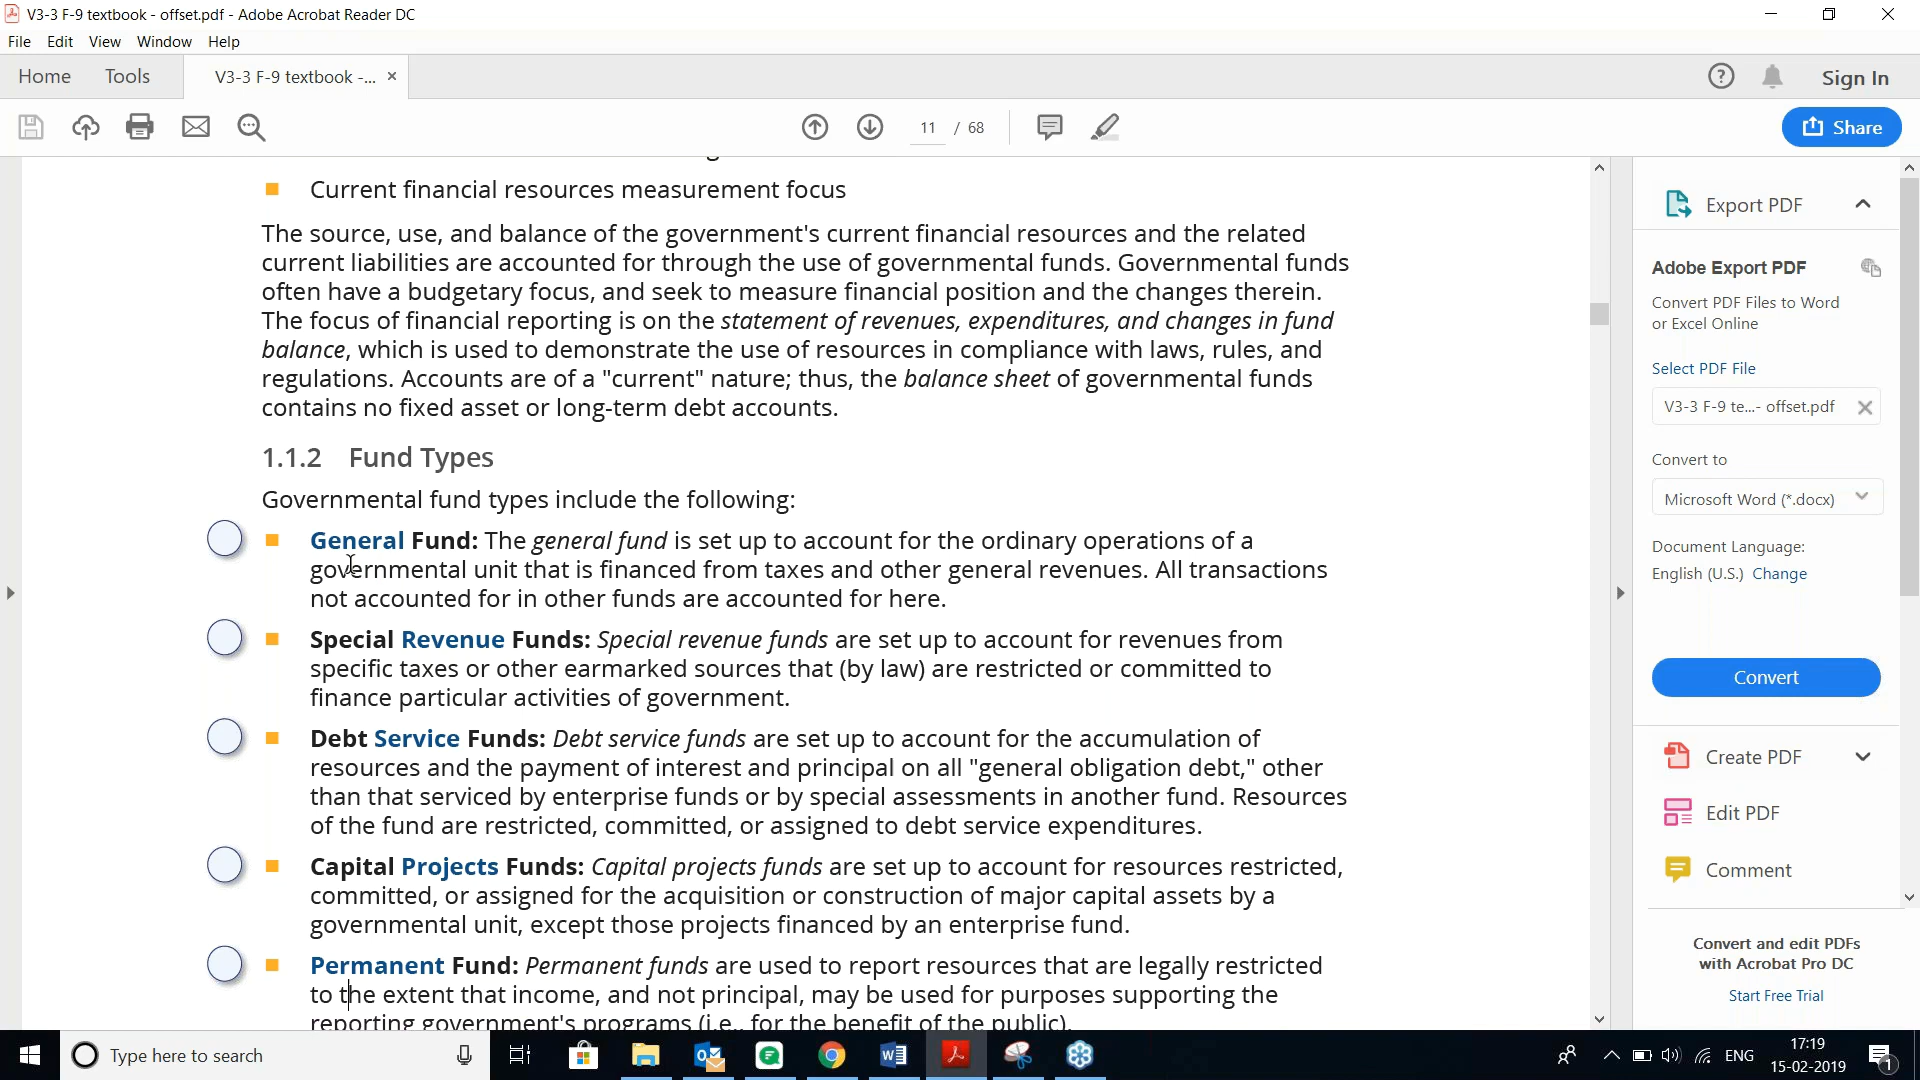 V3-3 F-9 textbook - offset.pdf - Adobe Acrobat Reader DC
File Edit View Window Help
Home Tools V3-3 F-9 textbook -... × Sign In
11 / 68 Share
Current financial resources measurement focus
The source, use, and balance of the government's current financial resources and the related
current liabilities are accounted for through the use of governmental funds. Governmental funds
often have a budgetary focus, and seek to measure financial position and the changes therein.
The focus of financial reporting is on the statement of revenues, expenditures, and changes in fund
balance, which is used to demonstrate the use of resources in compliance with laws, rules, and
regulations. Accounts are of a "current" nature; thus, the balance sheet of governmental funds
contains no fixed asset or long-term debt accounts.
1.1.2 Fund Types
Governmental fund types include the following:
General Fund: The general fund is set up to account for the ordinary operations of a
governmental unit that is financed from taxes and other general revenues. All transactions
not accounted for in other funds are accounted for here.
Special Revenue Funds: Special revenue funds are set up to account for revenues from
specific taxes or other earmarked sources that (by law) are restricted or committed to
finance particular activities of government.
Debt Service Funds: Debt service funds are set up to account for the accumulation of
resources and the payment of interest and principal on all "general obligation debt," other
than that serviced by enterprise funds or by special assessments in another fund. Resources
of the fund are restricted, committed, or assigned to debt service expenditures.
Capital Projects Funds: Capital projects funds are set up to account for resources restricted,
committed, or assigned for the acquisition or construction of major capital assets by a
governmental unit, except those projects financed by an enterprise fund.
Permanent Fund: Permanent funds are used to report resources that are legally restricted
to the extent that income, and not principal, may be used for purposes supporting the
reporting government's programs (i.e., for the benefit of the public).
Export PDF
Adobe Export PDF
Convert PDF Files to Word
or Excel Online
Select PDF File
V3-3 F-9 te...- offset.pdf
Convert to
Microsoft Word (*.docx)
Document Language:
English (U.S.) Change
Convert
Create PDF
Edit PDF
Comment
Convert and edit PDFs
with Acrobat Pro DC
Start Free Trial
Type here to search
ENG
17:19
15-02-2019
1